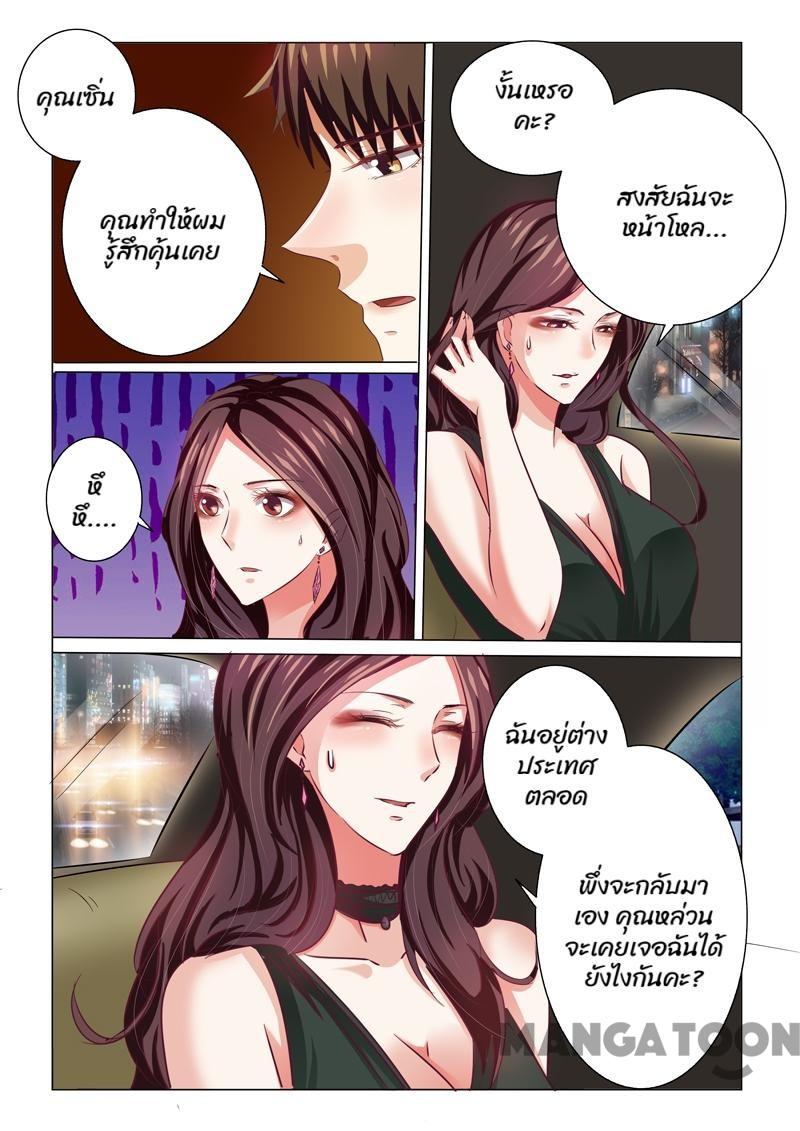 คุณเซิ่น
คุณทำให้ผม
รู้สึกคุ้นเคย
งั้นเหรอ
คะ?
สงสัยฉันจะ
หน้าโหล...
หึ
หึ....
ฉันอยู่ต่าง
ประเทศ
ตลอด
พึ่งจะกลับมา
เอง คุณหล่วน
จะเคยเจอฉันได้
ยังไงกันคะ?
MANGATOON